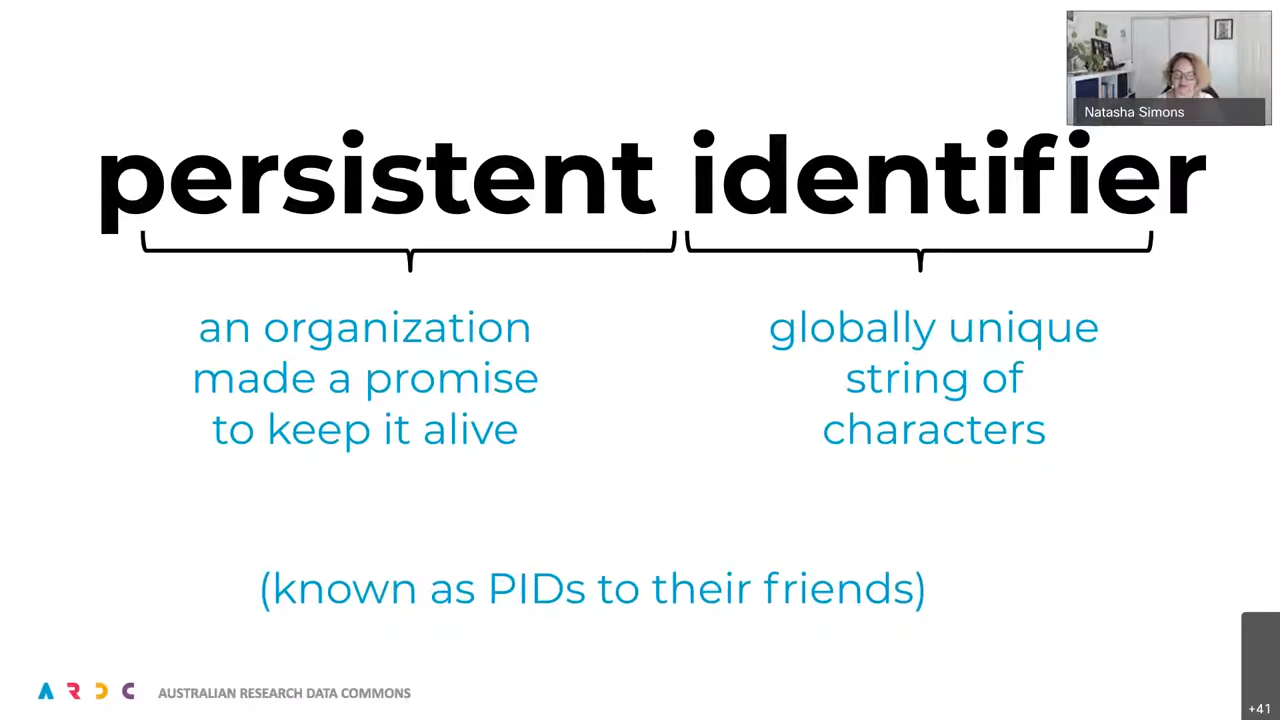 Natasha Simons
persistent identifier
an organization
made a promise
to keep it alive
globally unique
string of
characters
(known as PIDs to their friends)
ARDC AUSTRALIAN RESEARCH DATA COMMONS
+41